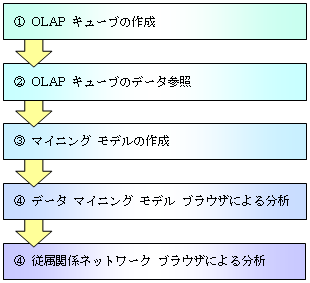 ① OLAP キューブの作成
② OLAP キューブのデータ参照
③ マイニング モデルの作成
④ データ マイニング モデル ブラウザによる分析
④ 従属関係ネットワーク ブラウザによる分析